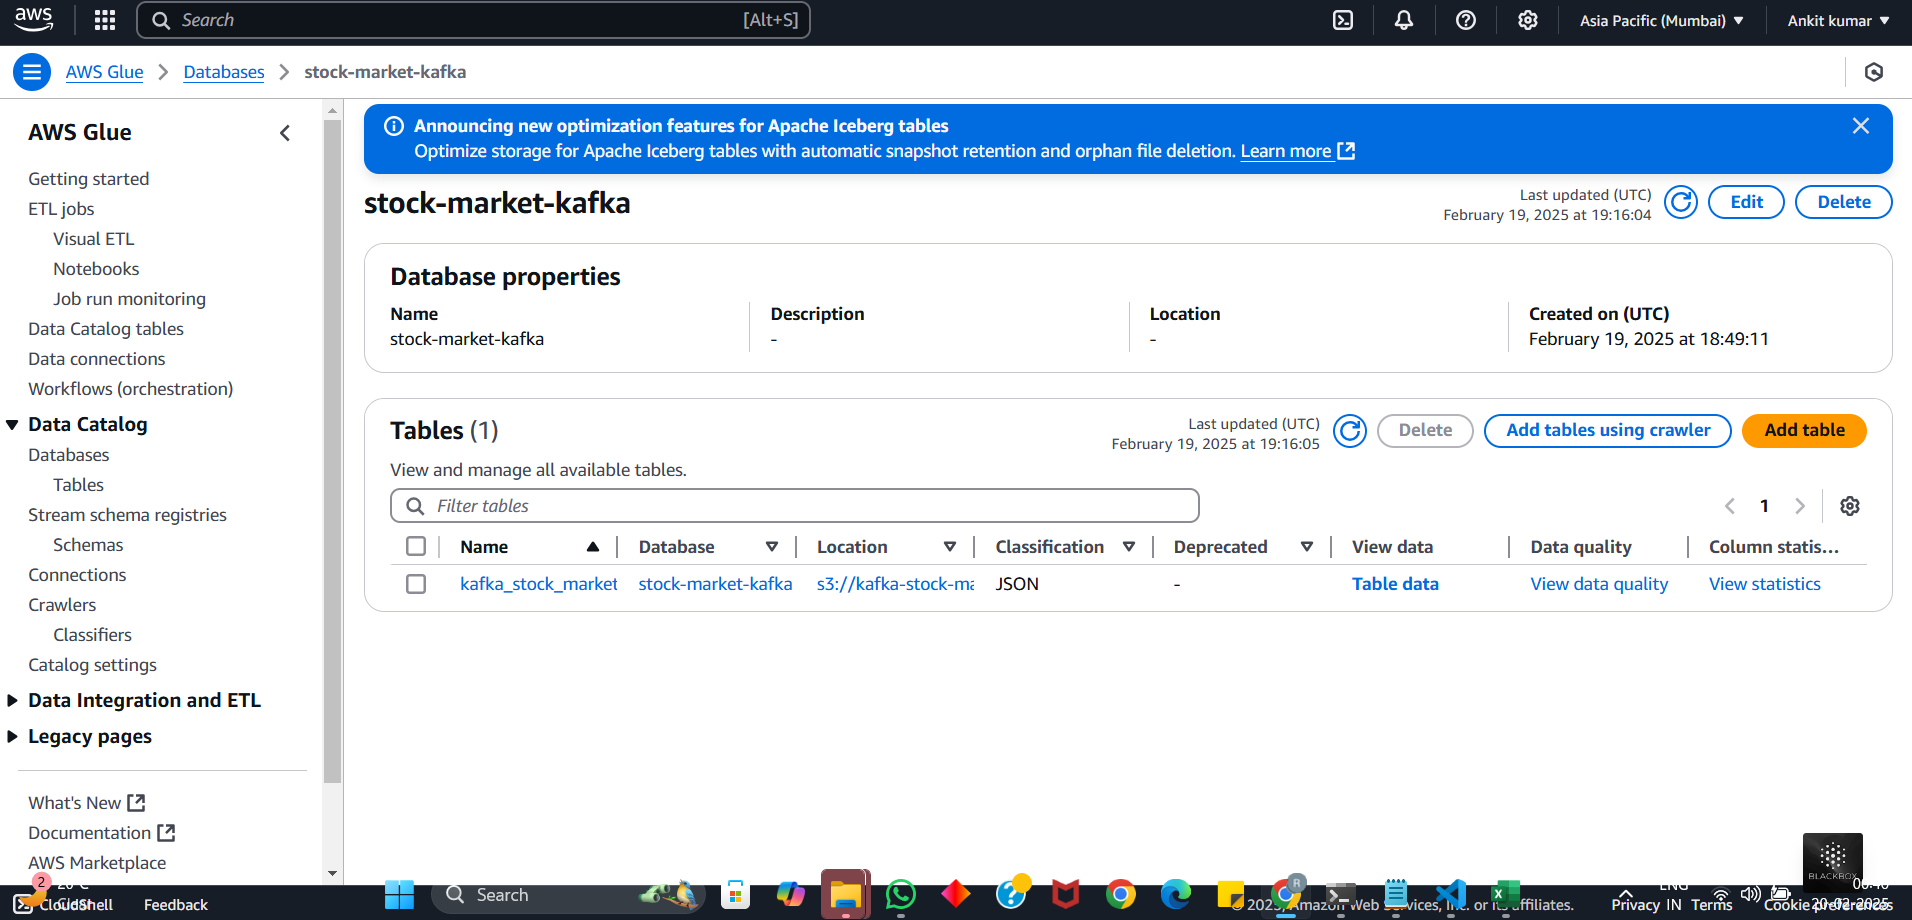 aws
Search [Alt+S]
Asia Pacific (Mumbai) Ankit kumar
AWS Glue Databases stock-market-kafka
AWS Glue
Getting started
ETL jobs
Visual ETL
Notebooks
Job run monitoring
Data Catalog tables
Data connections
Workflows (orchestration)
Data Catalog
Databases
Tables
Stream schema registries
Schemas
Connections
Crawlers
Classifiers
Catalog settings
Data Integration and ETL
Legacy pages
What's New
Documentation
AWS Marketplace
Announcing new optimization features for Apache Iceberg tables
Optimize storage for Apache Iceberg tables with automatic snapshot retention and orphan file deletion. Learn more
stock-market-kafka
Last updated (UTC)
February 19, 2025 at 19:16:04
Edit Delete
Database properties
Name Description Location Created on (UTC)
stock-market-kafka - - February 19, 2025 at 18:49:11
Tables (1)
Last updated (UTC)
February 19, 2025 at 19:16:05
Delete Add tables using crawler Add table
View and manage all available tables.
Filter tables
1
Name Database Location Classification Deprecated View data Data quality Column statis...
kafka_stock_market stock-market-kafka s3://kafka-stock-ma JSON - Table data View data quality View statistics
BLACKBOX
2
CloudShell Feedback
Search
R
© 2025, Amazon Web Services, Inc. or its affiliates.
Privacy IN Terms Cookie preferences
ENG
00:46
20-02-2025